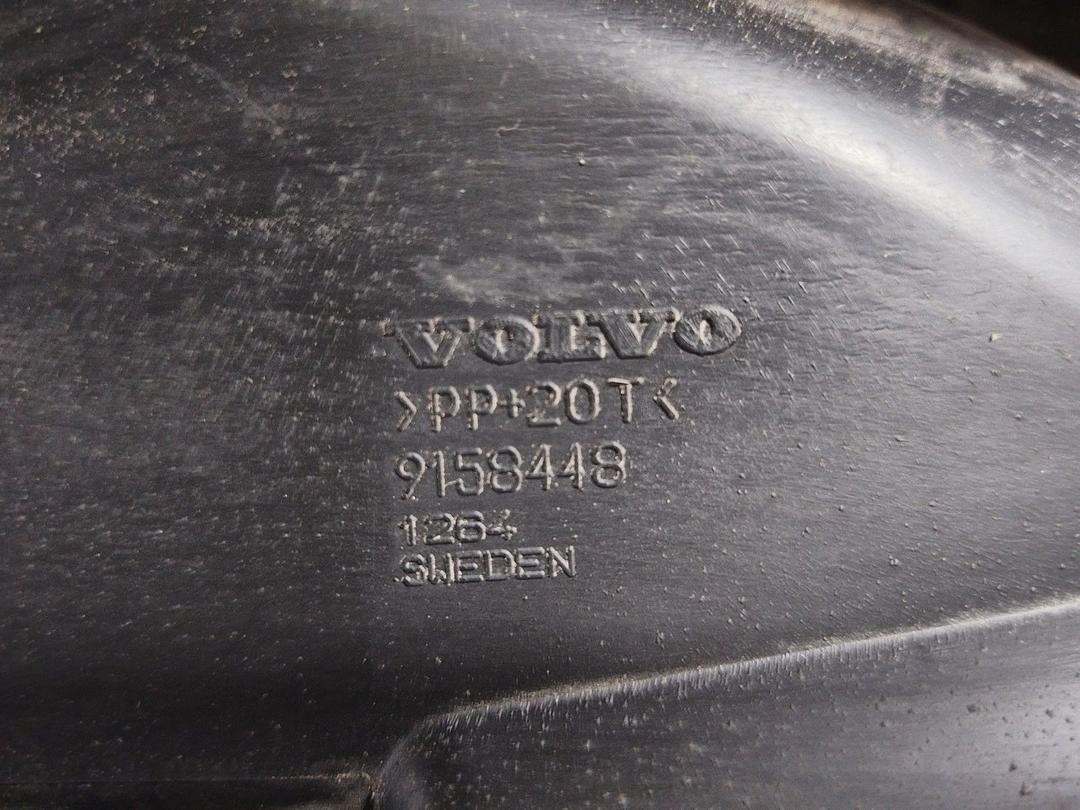 VOLVO
>PP+20T<
9158448
1264
SWEDEN